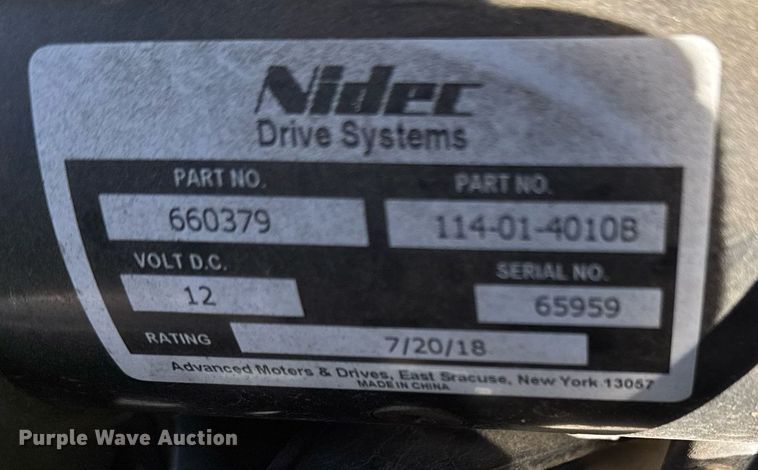 Nidec
Drive Systems
PART NO. PART NO.
660379 114-01-4010B
VOLT D.C. SERIAL NO.
12 65959
RATING 7/20/18
Advanced Moters & Drives, East Sracuse, New York 13057
MADE IN CHINA
Purple Wave Auction